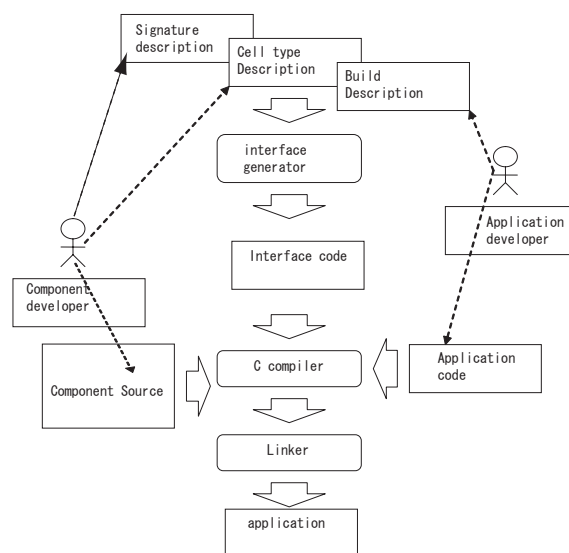 Signature
description
Cell type
Description
Build
Description
interface
generator
Application
developer
Interface code
Component
developer
Component Source
C compiler
Application
code
Linker
application